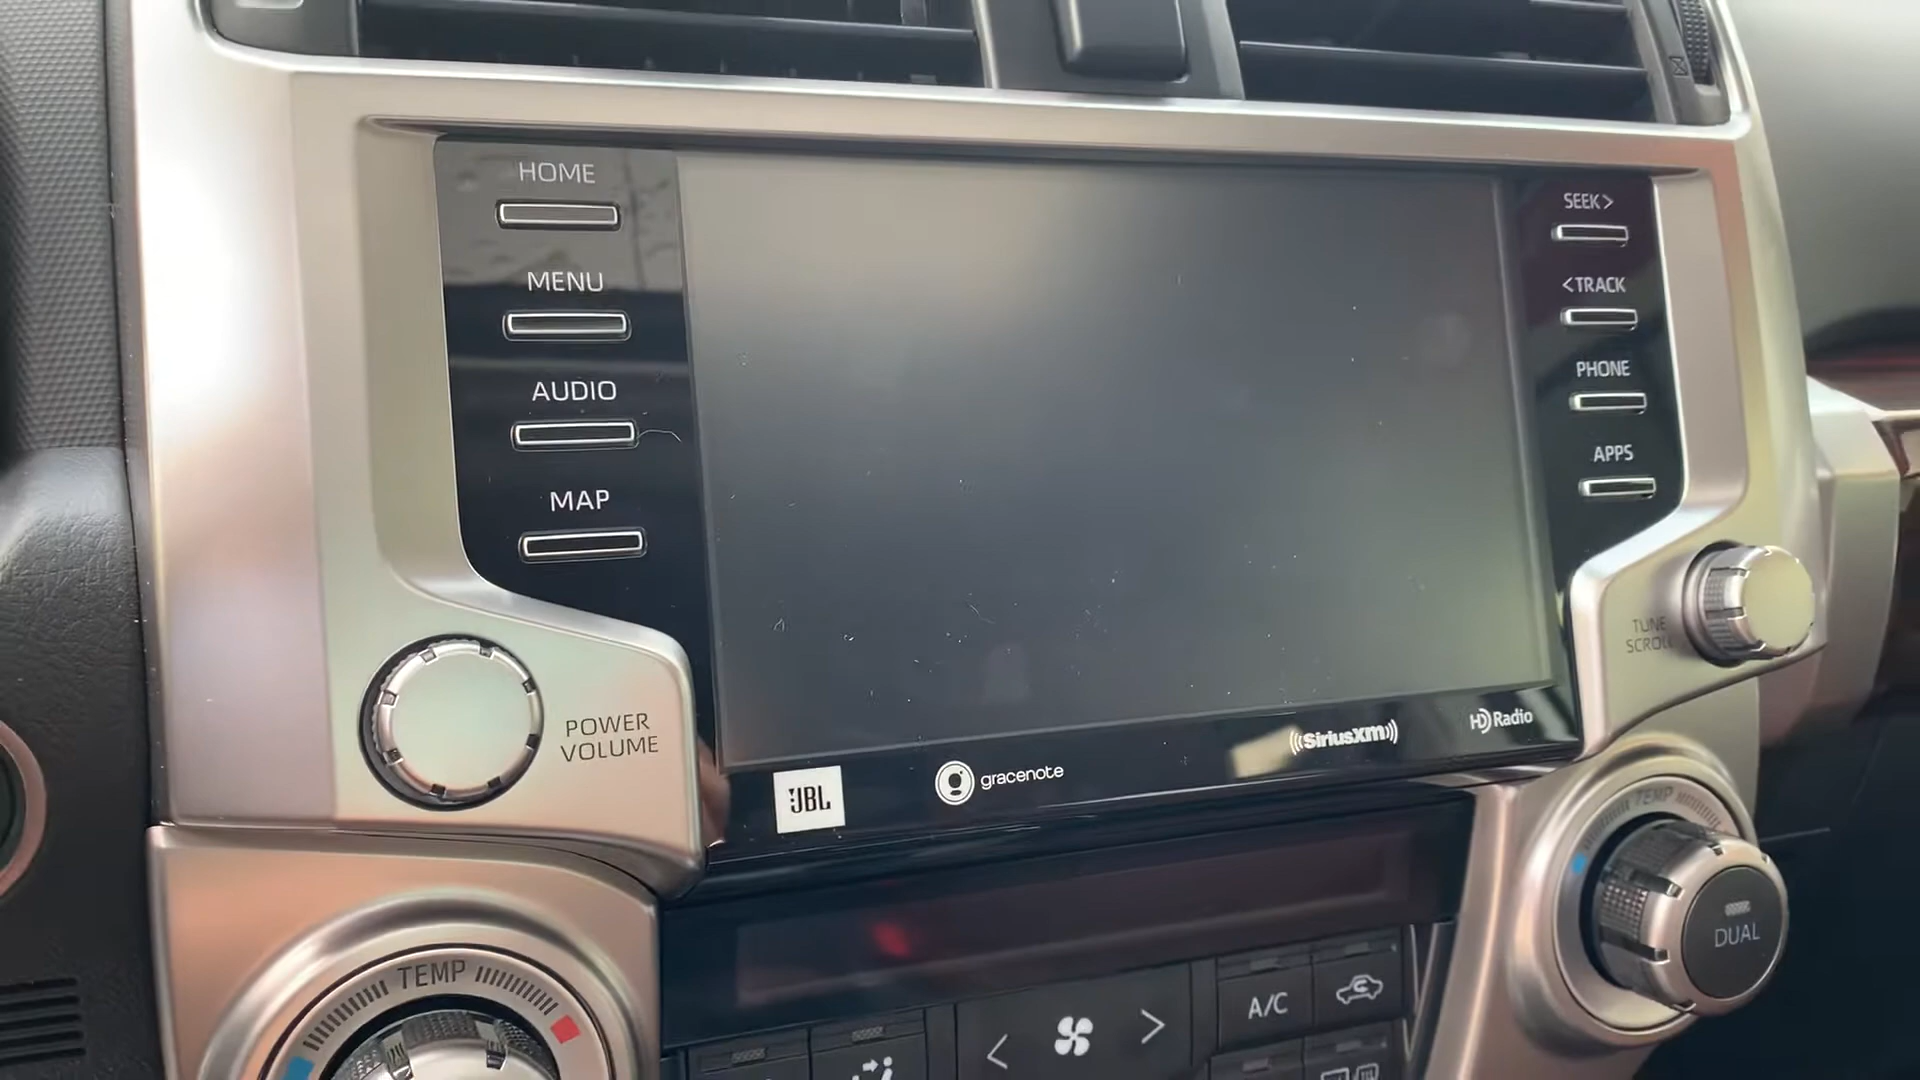 HOME
MENU
AUDIO
MAP
SEEK>
<TRACK
PHONE
APPS
POWER
VOLUME
TUNE
SCROLL
JBL
gracenote
SiriusXM
HD Radio
TEMP
TEMP
DUAL
A/C